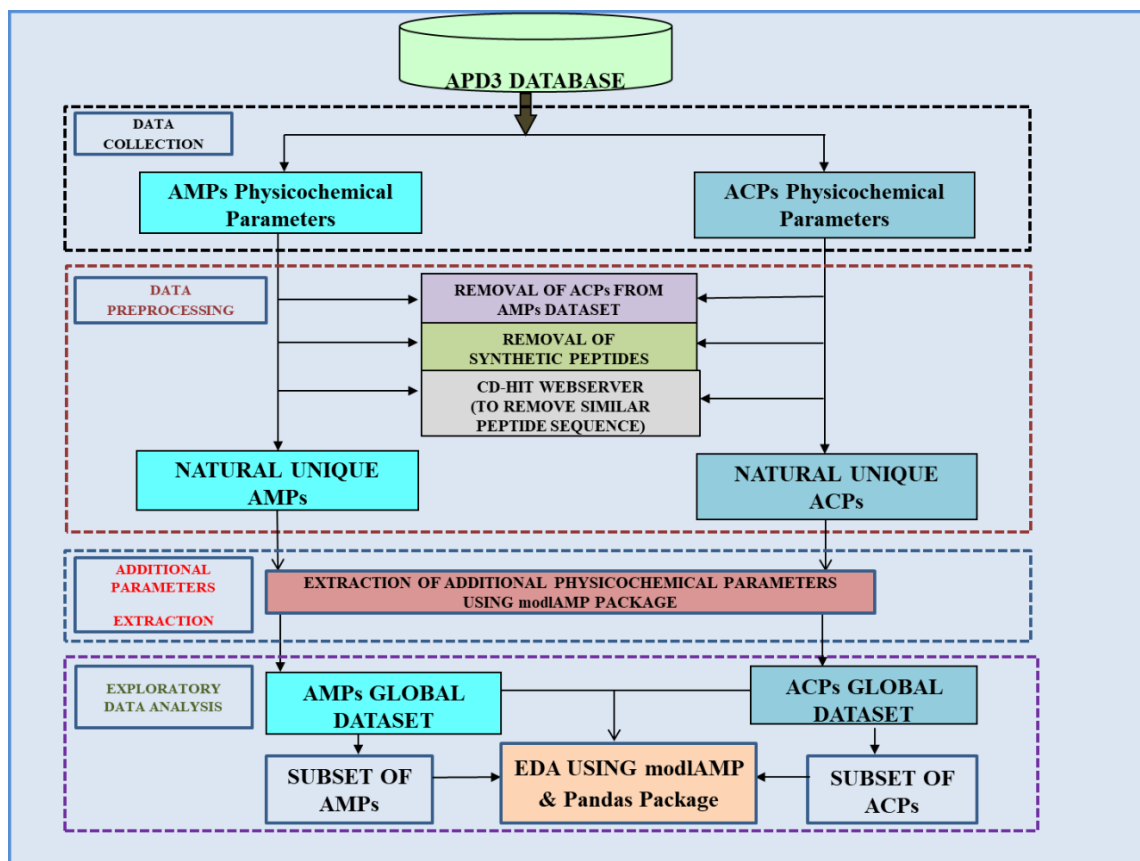 APD3 DATABASE
DATA
COLLECTION
AMPs Physicochemical
Parameters
ACPs Physicochemical
Parameters
DATA
PREPROCESSING
REMOVAL OF ACPs FROM
AMPs DATASET
REMOVAL OF
SYNTHETIC PEPTIDES
CD-HIT WEBSERVER
(TO REMOVE SIMILAR
PEPTIDE SEQUENCE)
NATURAL UNIQUE
AMPs
NATURAL UNIQUE
ACPs
ADDITIONAL
PARAMETERS
EXTRACTION
EXTRACTION OF ADDITIONAL PHYSICOCHEMICAL PARAMETERS
USING modlAMP PACKAGE
EXPLORATORY
DATA ANALYSIS
AMPs GLOBAL
DATASET
ACPs GLOBAL
DATASET
SUBSET OF
AMPs
EDA USING modlAMP
& Pandas Package
SUBSET OF
ACPs